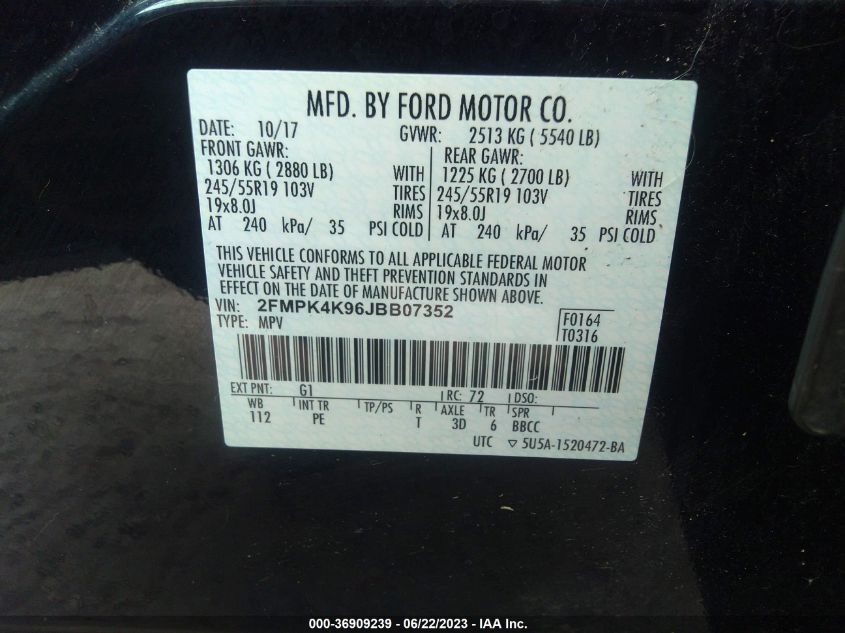 MFD. BY FORD MOTOR CO.
DATE: 10/17 GVWR: 2513 KG ( 5540 LB)
FRONT GAWR: REAR GAWR:
1306 KG ( 2880 LB) WITH 1225 KG ( 2700 LB) WITH
245/55R19 103V TIRES 245/55R19 103V TIRES
19x8.0J RIMS 19x8.0J RIMS
AT 240 kPa/ 35 PSI COLD AT 240 kPa/ 35 PSI COLD
THIS VEHICLE CONFORMS TO ALL APPLICABLE FEDERAL MOTOR
VEHICLE SAFETY AND THEFT PREVENTION STANDARDS IN
EFFECT ON THE DATE OF MANUFACTURE SHOWN ABOVE.
VIN: 2FMPK4K96JBB07352 F0164
TYPE: MPV T0316
EXT PNT: G1 RC: 72 DSO:
WB INT TR TP/PS R AXLE TR SPR
112 PE T 3D 6 BBCC
UTC ▽ 5U5A-1520472-BA
000-36909239 - 06/22/2023 - IAA Inc.